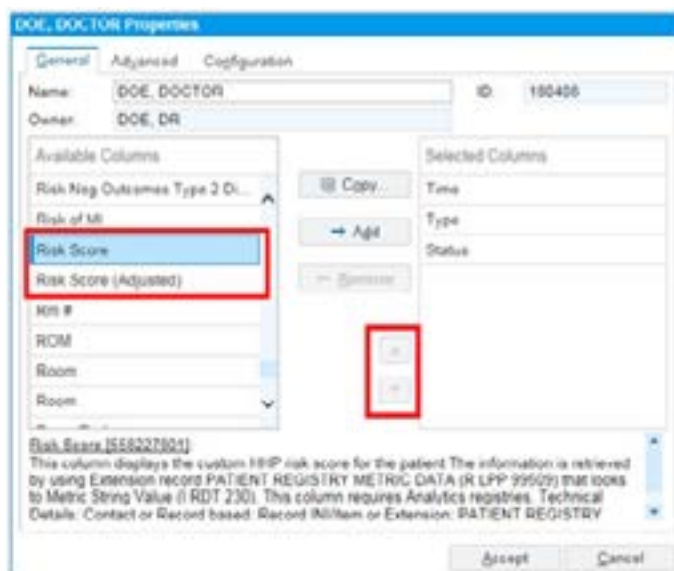 DOE, DOCTOR Properties
General Advanced Configuration
Name: DOE, DOCTOR ID: 160406
Owner: DOE, DR
Available Columns
Selected Columns
Risk Neg Outcomes Type 2 Di...
Risk of MI
Risk Score
Risk Score (Adjusted)
RM #
ROM
Room
Room
Copy
Add
Remove
Time
Type
Status
Risk Score [558227801]
This column displays the custom HHP risk score for the patient The information is retrieved
by using Extension record PATIENT REGISTRY METRIC DATA (R LPP 99509) that looks
to Metric String Value (I RDT 230). This column requires Analytics registries. Technical
Details: Contact or Record based: Record INI/Item or Extension: PATIENT REGISTRY
Accept Cancel